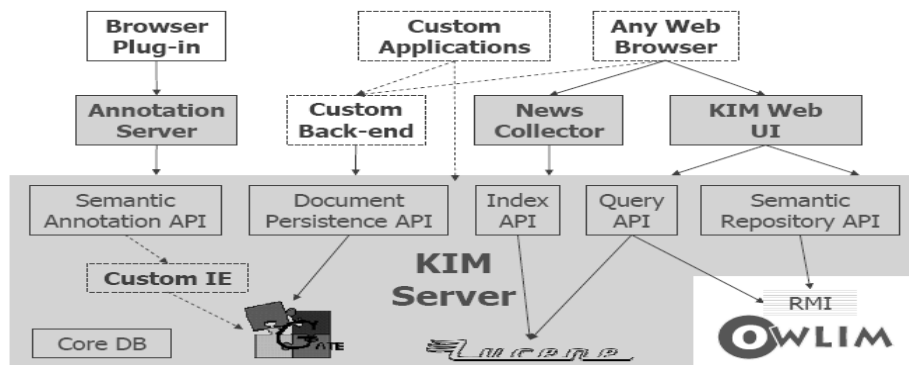 Browser
Plug-in
Custom
Applications
Any Web
Browser
Annotation
Server
Custom
Back-end
News
Collector
KIM Web
UI
Semantic
Annotation API
Document
Persistence API
Index
API
Query
API
Semantic
Repository API
Custom IE
KIM
Server
RMI
Core DB
GATE
Lucene
OWLIM